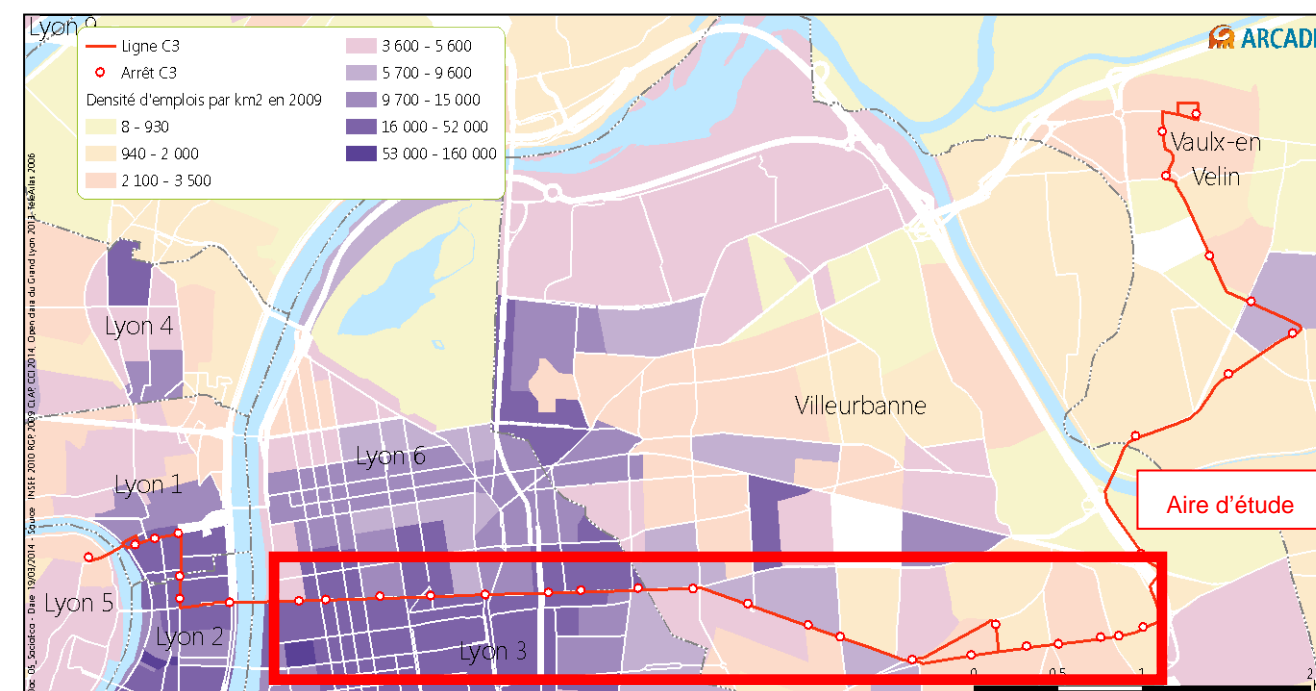 Lyon 9
Ligne C3
Arrêt C3
Densité d'emplois par km2 en 2009
8 - 930
940 - 2 000
2 100 - 3 500
3 600 - 5 600
5 700 - 9 600
9 700 - 15 000
16 000 - 52 000
53 000 - 160 000
ARCADI
Vaulx-en
Velin
Lyon 4
Villeurbanne
Lyon 6
Lyon 1
Aire d'étude
Lyon 5
Lyon 2
Lyon 3
0 0,5 1 2